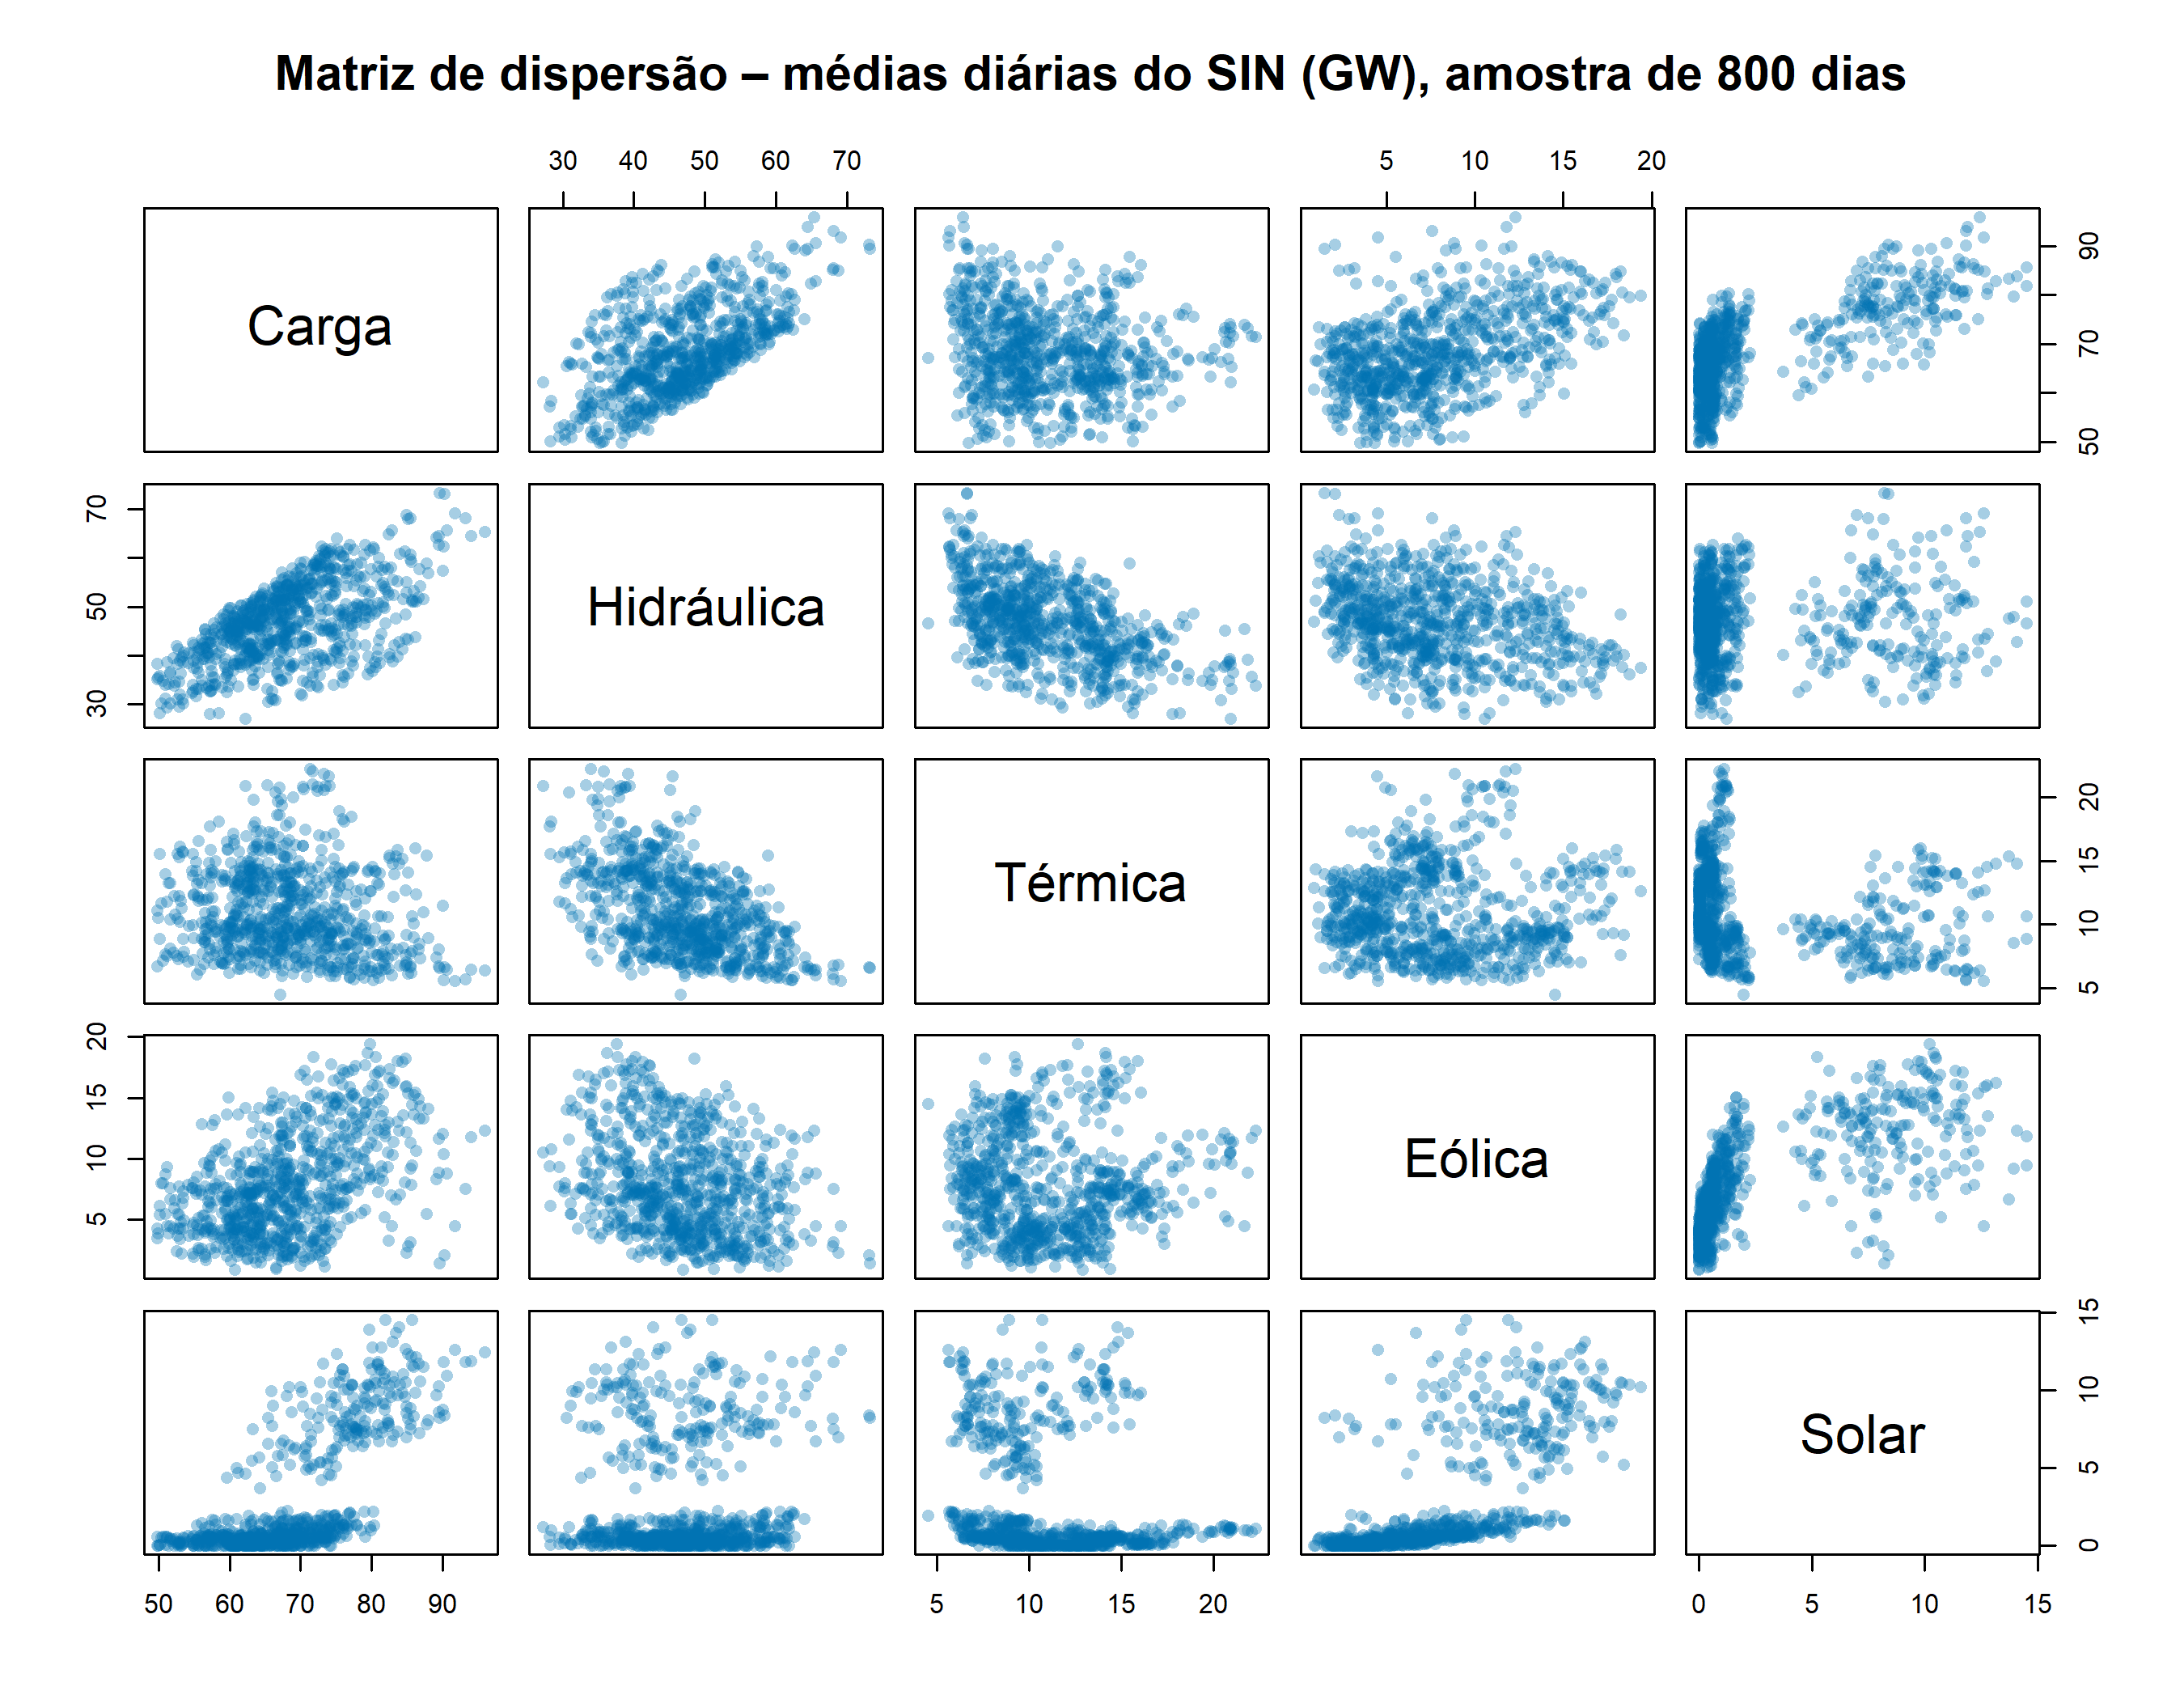 Matriz de dispersão – médias diárias do SIN (GW), amostra de 800 dias
30 40 50 60 70
5 10 15 20
Carga
50 70 90
30 50 70
Hidráulica
Térmica
5 10 15 20
5 10 15 20
Eólica
Solar
0 5 10 15
50 60 70 80 90
5 10 15 20
0 5 10 15